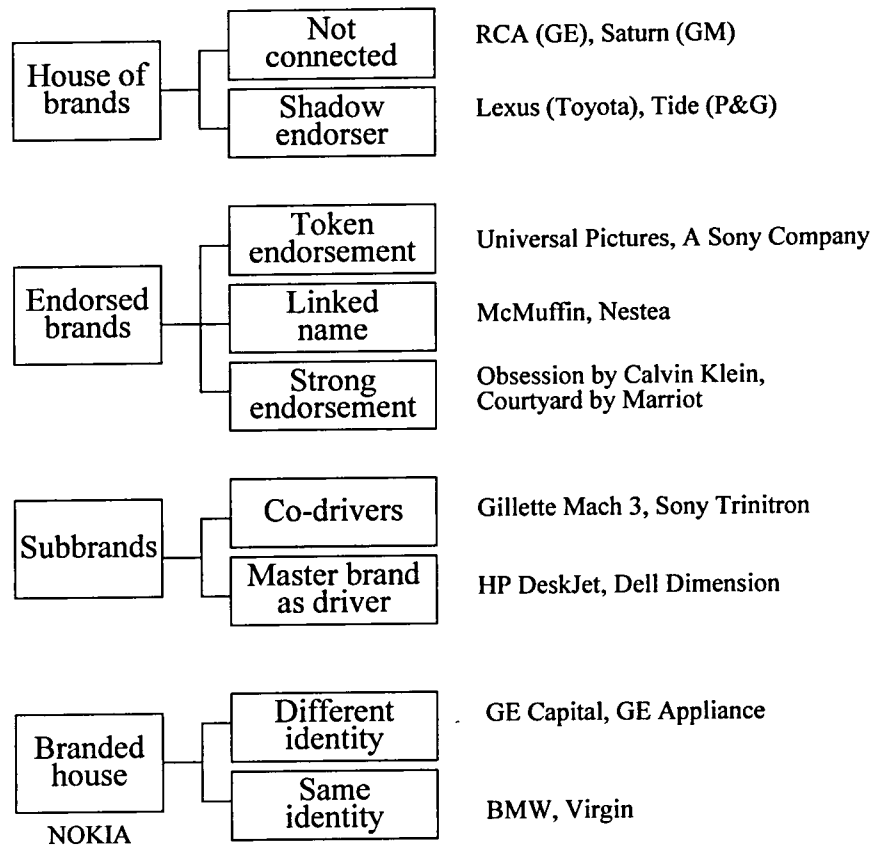 House of
brands
Not
connected
RCA (GE), Saturn (GM)
Shadow
endorser
Lexus (Toyota), Tide (P&G)
Endorsed
brands
Token
endorsement
Universal Pictures, A Sony Company
Linked
name
McMuffin, Nestea
Strong
endorsement
Obsession by Calvin Klein,
Courtyard by Marriot
Subbrands
Co-drivers
Gillette Mach 3, Sony Trinitron
Master brand
as driver
HP DeskJet, Dell Dimension
Branded
house
NOKIA
Different
identity
GE Capital, GE Appliance
Same
identity
BMW, Virgin